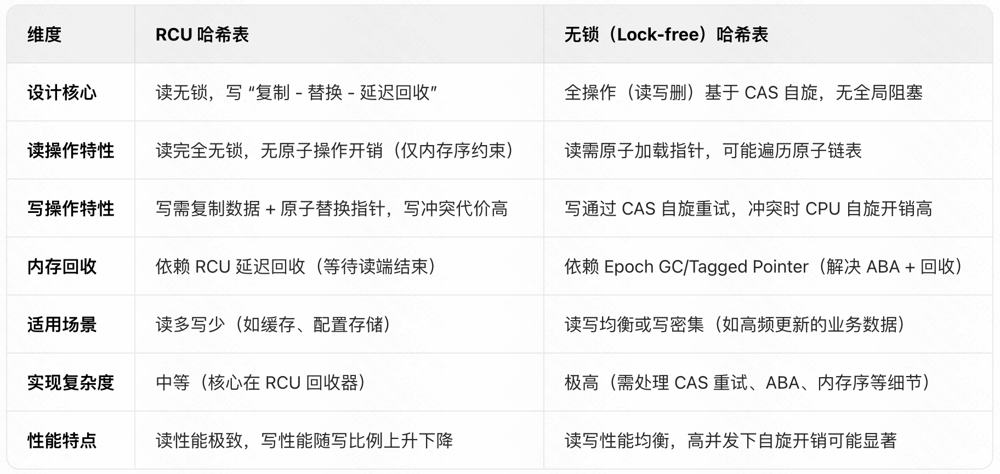 维度 RCU 哈希表 无锁（Lock-free）哈希表
设计核心 读无锁，写 “复制 - 替换 - 延迟回收” 全操作（读写删）基于 CAS 自旋，无全局阻塞
读操作特性 读完全无锁，无原子操作开销（仅内存序约束） 读需原子加载指针，可能遍历原子链表
写操作特性 写需复制数据 + 原子替换指针，写冲突代价高 写通过 CAS 自旋重试，冲突时 CPU 自旋开销高
内存回收 依赖 RCU 延迟回收（等待读端结束） 依赖 Epoch GC/Tagged Pointer（解决 ABA + 回收）
适用场景 读多写少（如缓存、配置存储） 读写均衡或写密集（如高频更新的业务数据）
实现复杂度 中等（核心在 RCU 回收器） 极高（需处理 CAS 重试、ABA、内存序等细节）
性能特点 读性能极致，写性能随写比例上升下降 读写性能均衡，高并发下自旋开销可能显著